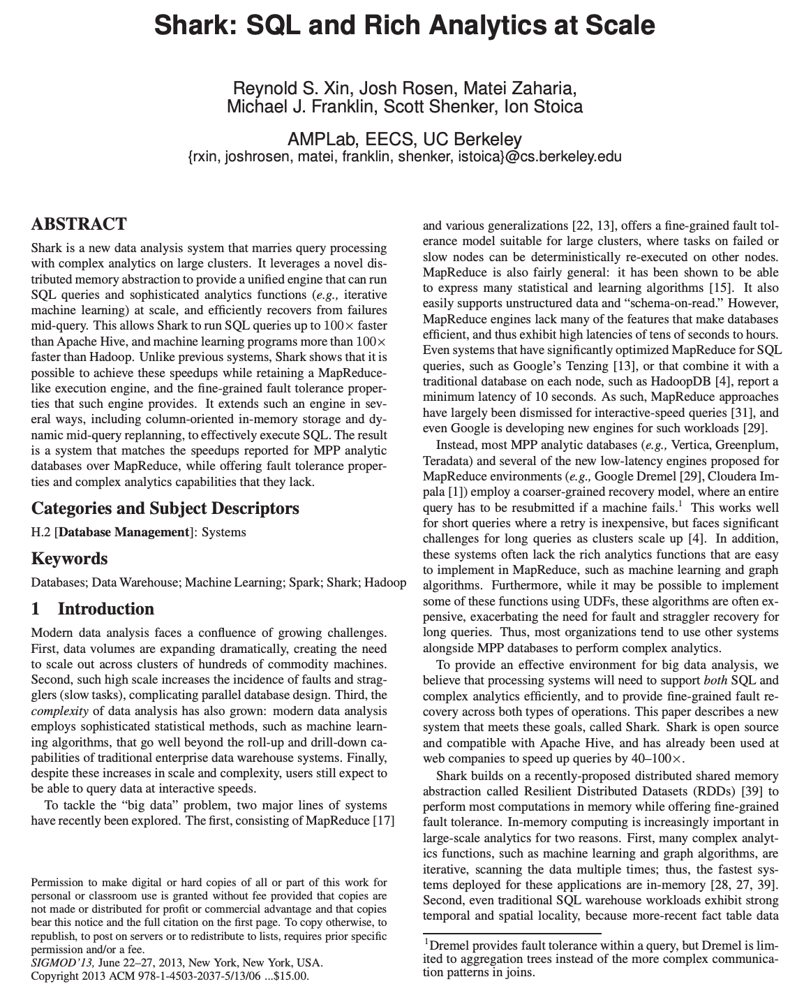 Shark: SQL and Rich Analytics at Scale
Reynold S. Xin, Josh Rosen, Matei Zaharia,
Michael J. Franklin, Scott Shenker, Ion Stoica
AMPLab, EECS, UC Berkeley
{rxin, joshrosen, matei, franklin, shenker, istoica}@cs.berkeley.edu
ABSTRACT
Shark is a new data analysis system that marries query processing
with complex analytics on large clusters. It leverages a novel dis-
tributed memory abstraction to provide a unified engine that can run
SQL queries and sophisticated analytics functions (e.g., iterative
machine learning) at scale, and efficiently recovers from failures
mid-query. This allows Shark to run SQL queries up to 100× faster
than Apache Hive, and machine learning programs more than 100×
faster than Hadoop. Unlike previous systems, Shark shows that it is
possible to achieve these speedups while retaining a MapReduce-
like execution engine, and the fine-grained fault tolerance proper-
ties that such engine provides. It extends such an engine in sev-
eral ways, including column-oriented in-memory storage and dy-
namic mid-query replanning, to effectively execute SQL. The result
is a system that matches the speedups reported for MPP analytic
databases over MapReduce, while offering fault tolerance proper-
ties and complex analytics capabilities that they lack.
Categories and Subject Descriptors
H.2 [Database Management]: Systems
Keywords
Databases; Data Warehouse; Machine Learning; Spark; Shark; Hadoop
1 Introduction
Modern data analysis faces a confluence of growing challenges.
First, data volumes are expanding dramatically, creating the need
to scale out across clusters of hundreds of commodity machines.
Second, such high scale increases the incidence of faults and strag-
glers (slow tasks), complicating parallel database design. Third, the
complexity of data analysis has also grown: modern data analysis
employs sophisticated statistical methods, such as machine learn-
ing algorithms, that go well beyond the roll-up and drill-down ca-
pabilities of traditional enterprise data warehouse systems. Finally,
despite these increases in scale and complexity, users still expect to
be able to query data at interactive speeds.
To tackle the “big data” problem, two major lines of systems
have recently been explored. The first, consisting of MapReduce [17]
Permission to make digital or hard copies of all or part of this work for
personal or classroom use is granted without fee provided that copies are
not made or distributed for profit or commercial advantage and that copies
bear this notice and the full citation on the first page. To copy otherwise, to
republish, to post on servers or to redistribute to lists, requires prior specific
permission and/or a fee.
SIGMOD’13, June 22–27, 2013, New York, New York, USA.
Copyright 2013 ACM 978-1-4503-2037-5/13/06 ...$15.00.
and various generalizations [22, 13], offers a fine-grained fault tol-
erance model suitable for large clusters, where tasks on failed or
slow nodes can be deterministically re-executed on other nodes.
MapReduce is also fairly general: it has been shown to be able
to express many statistical and learning algorithms [15]. It also
easily supports unstructured data and “schema-on-read.” However,
MapReduce engines lack many of the features that make databases
efficient, and thus exhibit high latencies of tens of seconds to hours.
Even systems that have significantly optimized MapReduce for SQL
queries, such as Google’s Tenzing [13], or that combine it with a
traditional database on each node, such as HadoopDB [4], report a
minimum latency of 10 seconds. As such, MapReduce approaches
have largely been dismissed for interactive-speed queries [31], and
even Google is developing new engines for such workloads [29].
Instead, most MPP analytic databases (e.g., Vertica, Greenplum,
Teradata) and several of the new low-latency engines proposed for
MapReduce environments (e.g., Google Dremel [29], Cloudera Im-
pala [1]) employ a coarser-grained recovery model, where an entire
query has to be resubmitted if a machine fails.1 This works well
for short queries where a retry is inexpensive, but faces significant
challenges for long queries as clusters scale up [4]. In addition,
these systems often lack the rich analytics functions that are easy
to implement in MapReduce, such as machine learning and graph
algorithms. Furthermore, while it may be possible to implement
some of these functions using UDFs, these algorithms are often ex-
pensive, exacerbating the need for fault and straggler recovery for
long queries. Thus, most organizations tend to use other systems
alongside MPP databases to perform complex analytics.
To provide an effective environment for big data analysis, we
believe that processing systems will need to support both SQL and
complex analytics efficiently, and to provide fine-grained fault re-
covery across both types of operations. This paper describes a new
system that meets these goals, called Shark. Shark is open source
and compatible with Apache Hive, and has already been used at
web companies to speed up queries by 40–100×.
Shark builds on a recently-proposed distributed shared memory
abstraction called Resilient Distributed Datasets (RDDs) [39] to
perform most computations in memory while offering fine-grained
fault tolerance. In-memory computing is increasingly important in
large-scale analytics for two reasons. First, many complex analyt-
ics functions, such as machine learning and graph algorithms, are
iterative, scanning the data multiple times; thus, the fastest sys-
tems deployed for these applications are in-memory [28, 27, 39].
Second, even traditional SQL warehouse workloads exhibit strong
temporal and spatial locality, because more-recent fact table data
1Dremel provides fault tolerance within a query, but Dremel is lim-
ited to aggregation trees instead of the more complex communica-
tion patterns in joins.